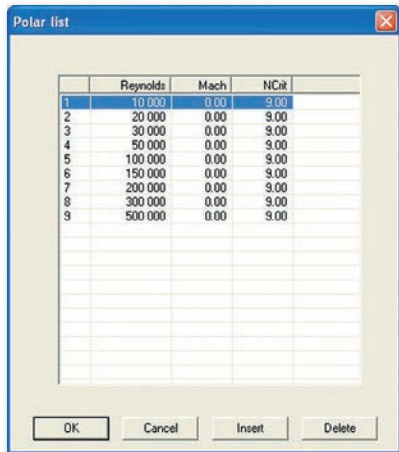 Polar list
Reynolds Mach NCrit
1 10 000 0.00 9.00
2 20 000 0.00 9.00
3 30 000 0.00 9.00
4 50 000 0.00 9.00
5 100 000 0.00 9.00
6 150 000 0.00 9.00
7 200 000 0.00 9.00
8 300 000 0.00 9.00
9 500 000 0.00 9.00
OK Cancel Insert Delete